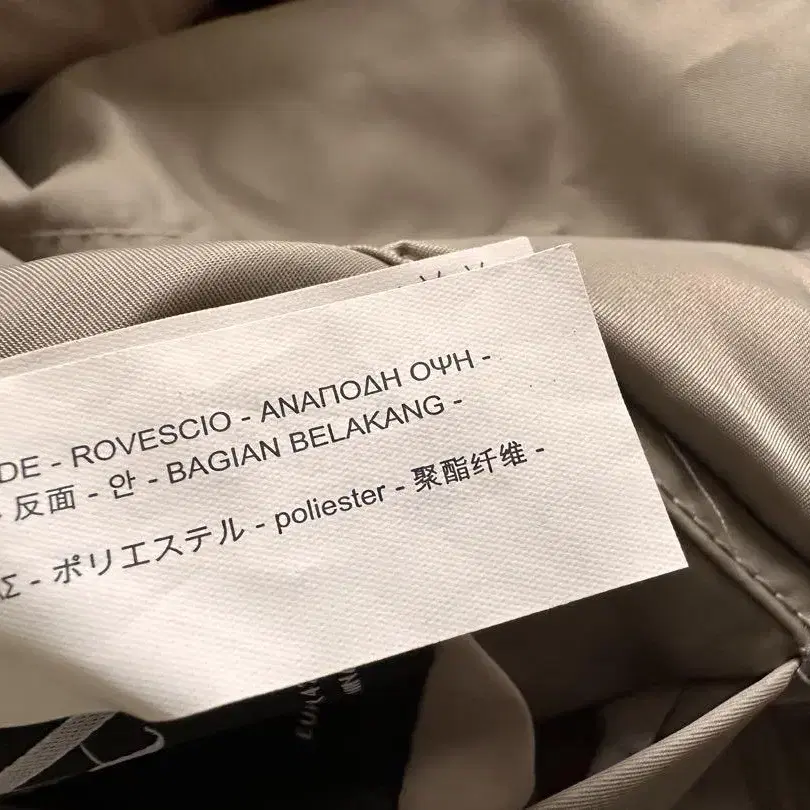 DE - ROVESCIO - ΑΝΑΠΟΔΗ ΟΨΗ -
- 反面 - 안 - BAGIAN BELAKANG -
ΑΣ - ポリエステル - poliester - 聚酯纤维 -